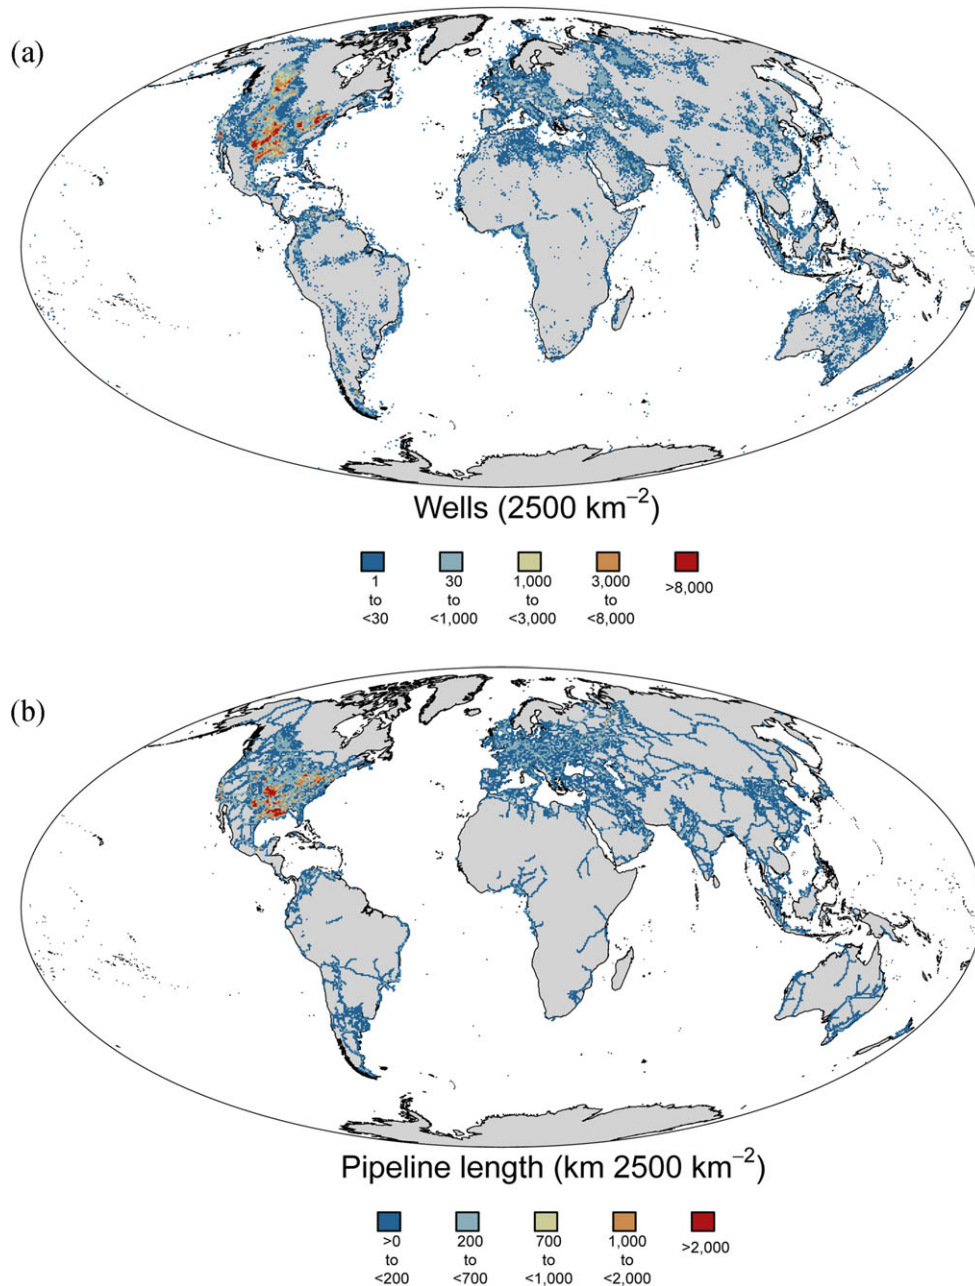 (a)
Wells (2500 km⁻²)
1 to <30
30 to <1,000
1,000 to <3,000
3,000 to <8,000
>8,000
(b)
Pipeline length (km 2500 km⁻²)
>0 to <200
200 to <700
700 to <1,000
1,000 to <2,000
>2,000